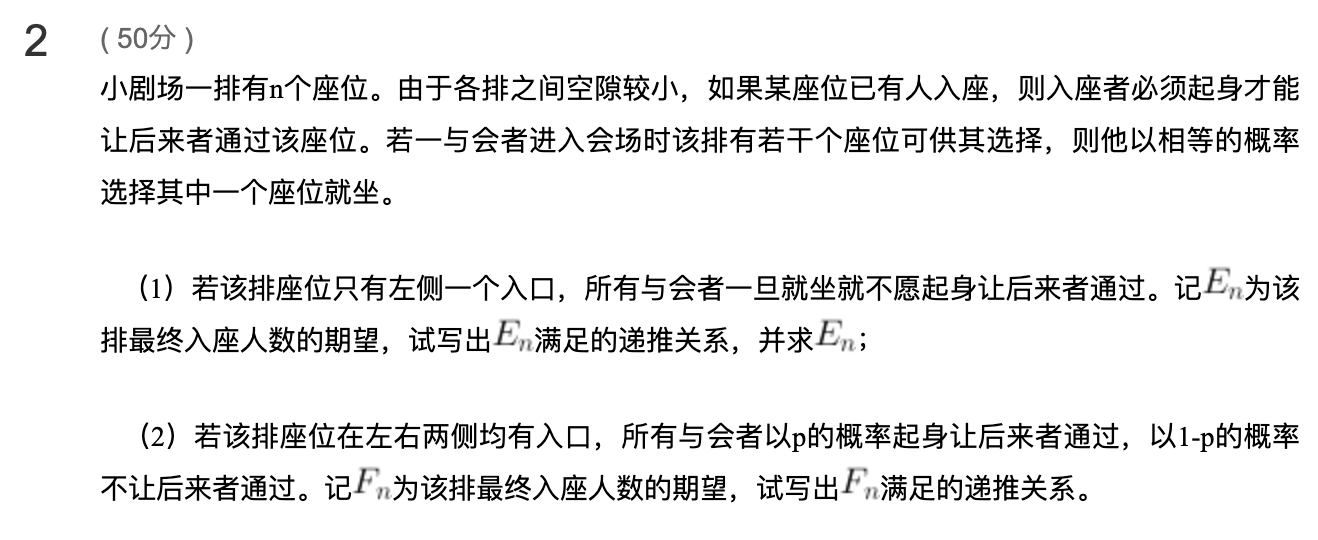 2 （50分）
小剧场一排有n个座位。由于各排之间空隙较小，如果某座位已有人入座，则入座者必须起身才能
让后来者通过该座位。若一与会者进入会场时该排有若干个座位可供其选择，则他以相等的概率
选择其中一个座位就坐。
（1）若该排座位只有左侧一个入口，所有与会者一旦就坐就不愿起身让后来者通过。记Eₙ为该
排最终入座人数的期望，试写出Eₙ满足的递推关系，并求Eₙ；
（2）若该排座位在左右两侧均有入口，所有与会者以p的概率起身让后来者通过，以1-p的概率
不让后来者通过。记Fₙ为该排最终入座人数的期望，试写出Fₙ满足的递推关系。